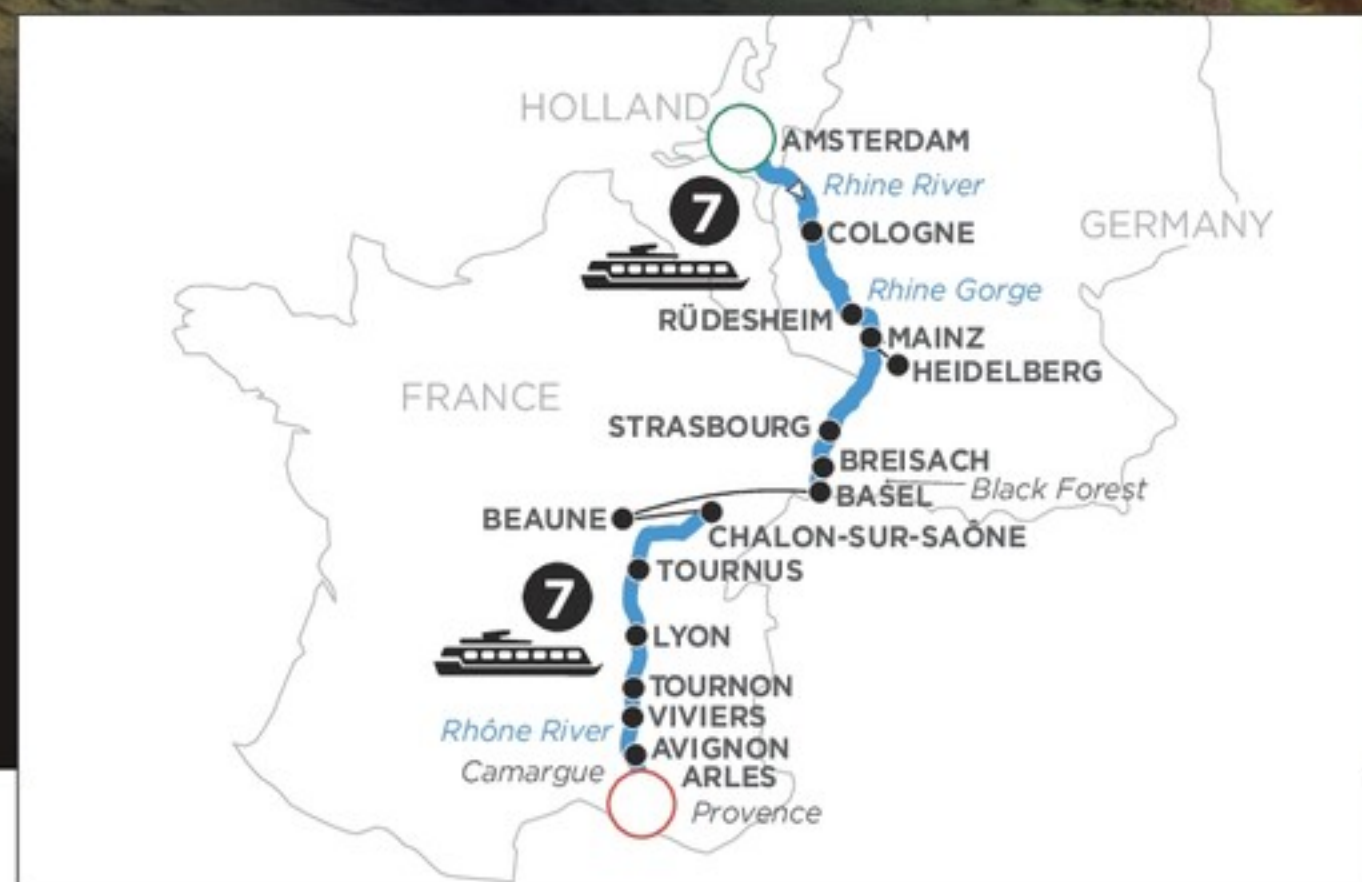 HOLLAND
AMSTERDAM
Rhine River
7
GERMANY
COLOGNE
Rhine Gorge
RÜDESHEIM
MAINZ
HEIDELBERG
FRANCE
STRASBOURG
BREISACH
BASEL
Black Forest
BEAUNE
CHALON-SUR-SAÔNE
TOURNUS
7
LYON
TOURNON
VIVIERS
Rhône River
AVIGNON
Camargue
ARLES
Provence